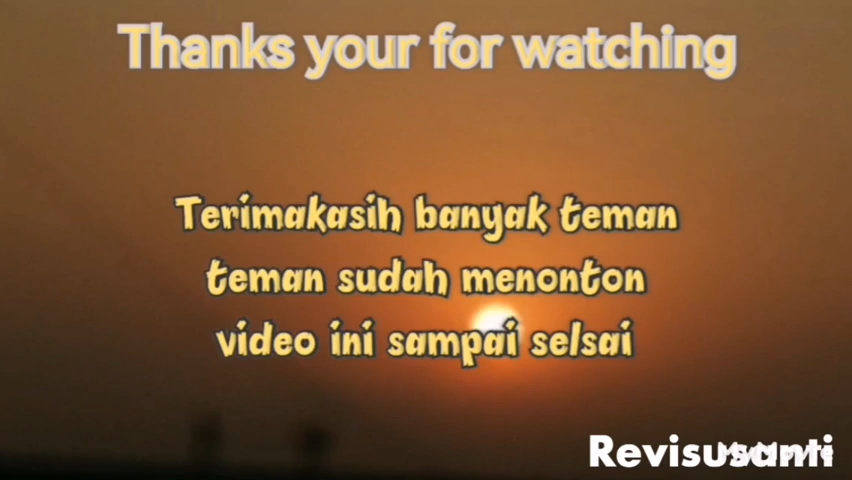 Thanks your for watching
Terimakasih banyak teman
teman sudah menonton
video ini sampai selsai
Revisusanti